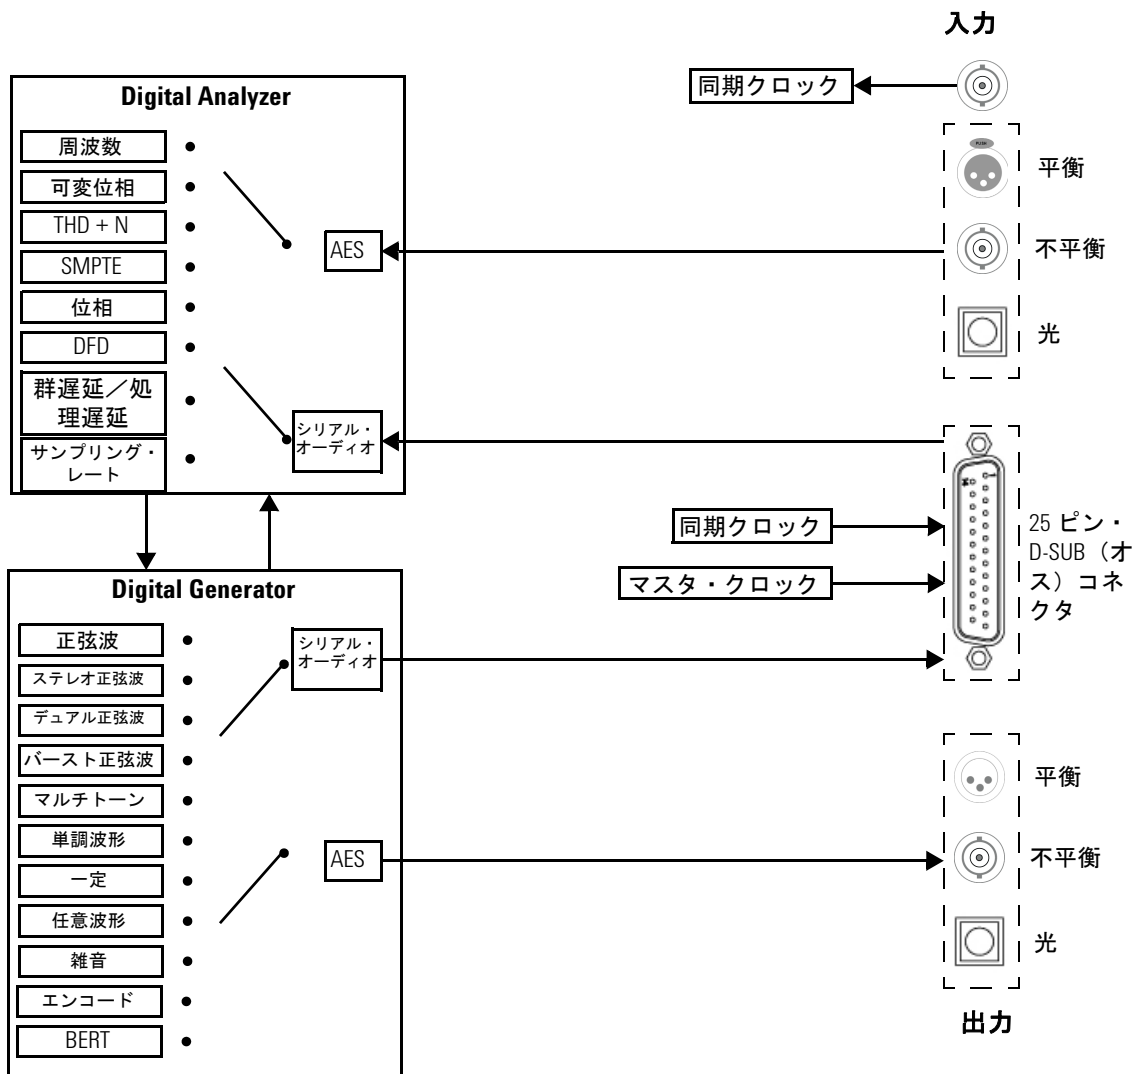 入力
同期クロック
Digital Analyzer
周波数
可変位相
THD + N
SMPTE
位相
DFD
群遅延／処
理遅延
サンプリング・
レート
AES
シリアル・
オーディオ
PUSH
平衡
不平衡
光
同期クロック
マスタ・クロック
25 ピン・
D-SUB（オ
ス）コネ
クタ
Digital Generator
正弦波
ステレオ正弦波
デュアル正弦波
バースト正弦波
マルチトーン
単調波形
一定
任意波形
雑音
エンコード
BERT
シリアル・
オーディオ
AES
平衡
不平衡
光
出力